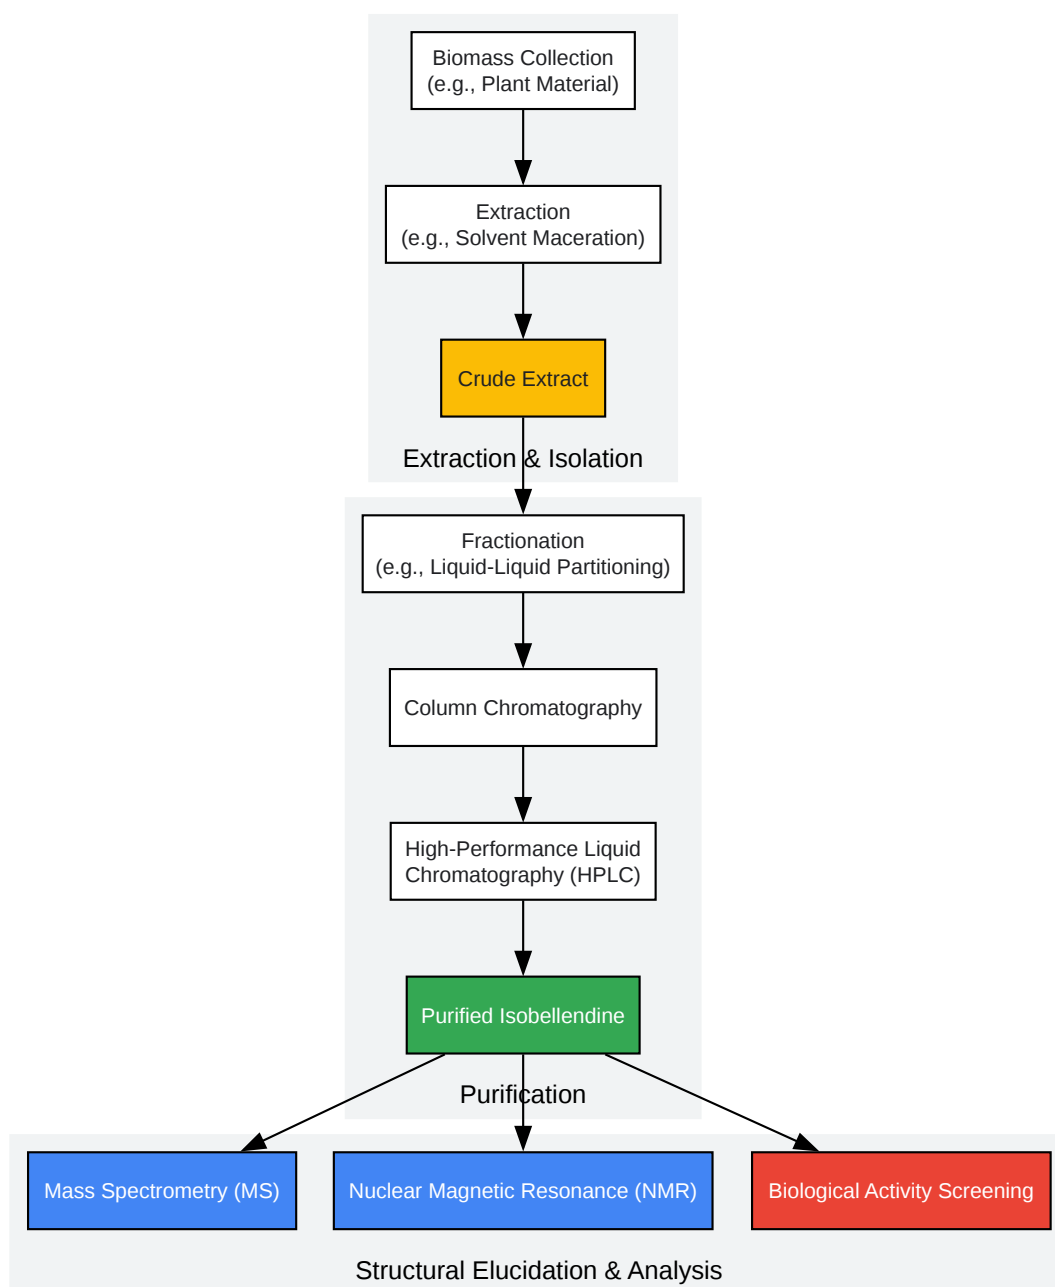 Biomass Collection
(e.g., Plant Material)
Extraction
(e.g., Solvent Maceration)
Crude Extract
Extraction & Isolation
Fractionation
(e.g., Liquid-Liquid Partitioning)
Column Chromatography
High-Performance Liquid
Chromatography (HPLC)
Purified Isobellendine
Purification
Mass Spectrometry (MS)
Nuclear Magnetic Resonance (NMR)
Biological Activity Screening
Structural Elucidation & Analysis